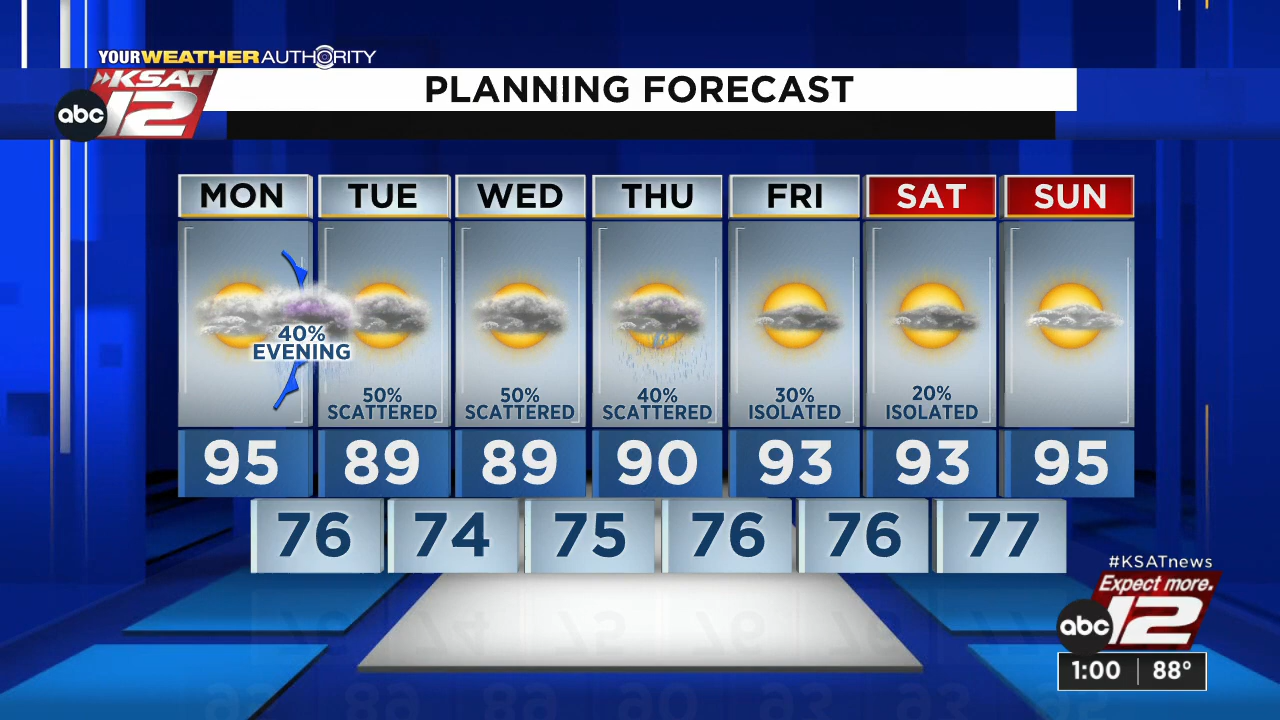 YOURWEATHERAUTHORITY
KSAT
abc 12
PLANNING FORECAST
MON TUE WED THU FRI SAT SUN
40%
EVENING
50% 50% 40% 30% 20%
SCATTERED SCATTERED SCATTERED ISOLATED ISOLATED
95 89 89 90 93 93 95
76 74 75 76 76 77
#KSATnews
Expect more.
abc 12
1:00 88°